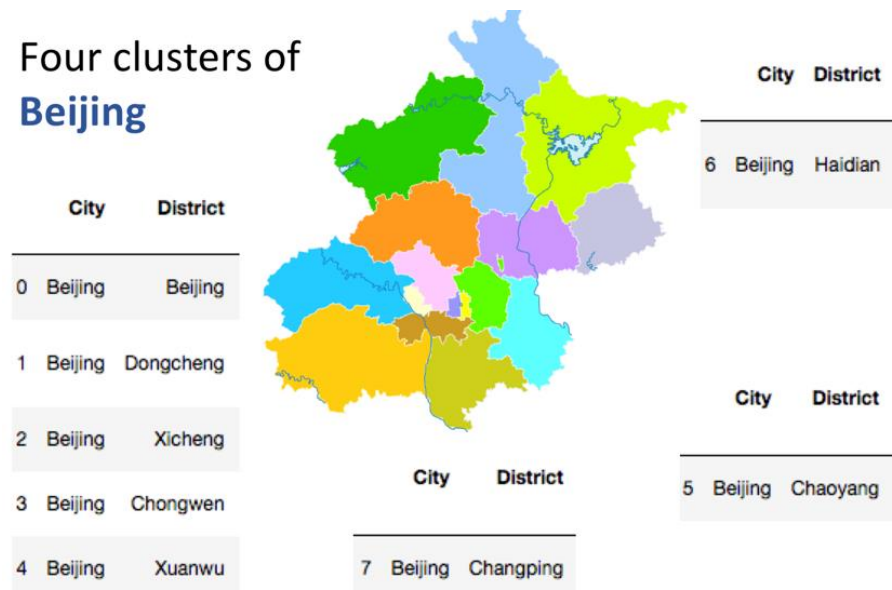 Four clusters of
Beijing
City District
0 Beijing Beijing
1 Beijing Dongcheng
2 Beijing Xicheng
3 Beijing Chongwen
4 Beijing Xuanwu
City District
6 Beijing Haidian
City District
5 Beijing Chaoyang
City District
7 Beijing Changping